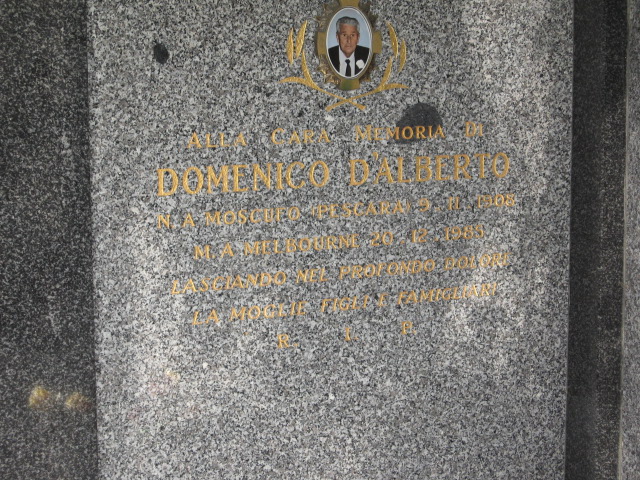 ALLA CARA MEMORIA DI
DOMENICO D'ALBERTO
N. A MOSCUFO (PESCARA) 9 - 11 - 1908
M. A MELBOURNE 20 - 12 - 1985
LASCIANDO NEL PROFONDO DOLORE
LA MOGLIE FIGLI E FAMIGLIARI
R. I. P.